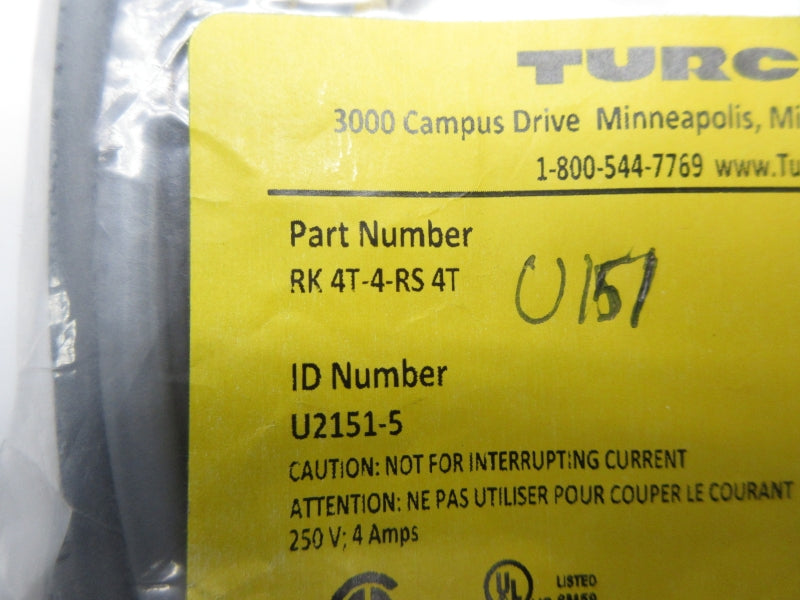 TURC
3000 Campus Drive Minneapolis, Mi
1-800-544-7769 www.Tu
Part Number
RK 4T-4-RS 4T
U151
ID Number
U2151-5
CAUTION: NOT FOR INTERRUPTING CURRENT
ATTENTION: NE PAS UTILISER POUR COUPER LE COURANT
250 V; 4 Amps
UL LISTED